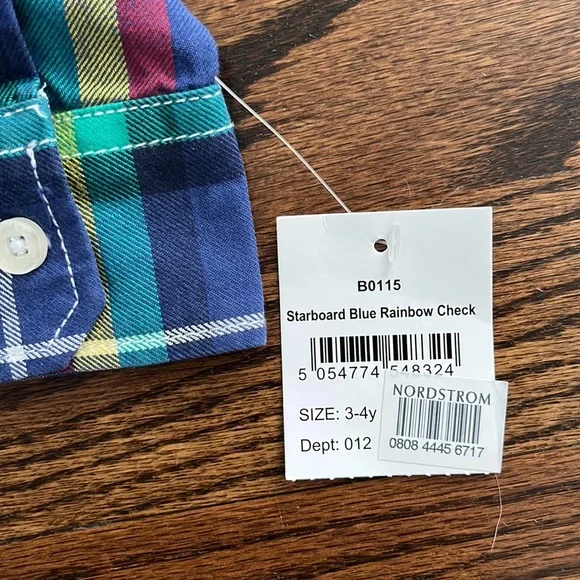 B0115
Starboard Blue Rainbow Check
5 054774 548324
SIZE: 3-4y
Dept: 012
NORDSTROM
0808 4445 6717